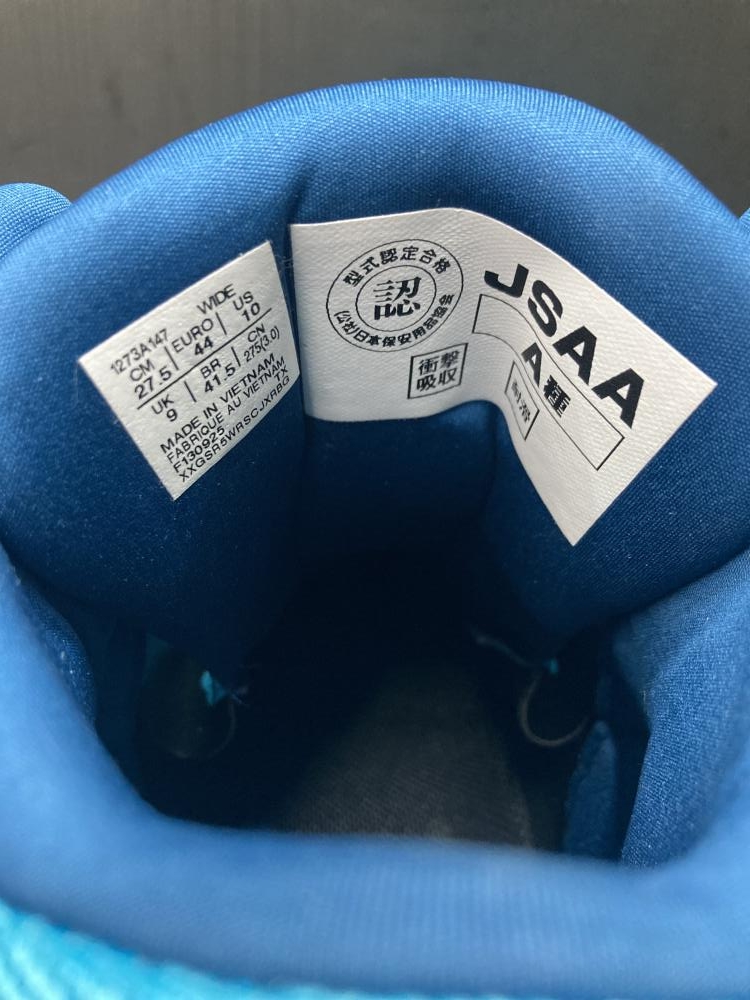 1273A147 WIDE
CM EURO US
27.5 44 10
UK BR CN
9 41.5 275(3.0)
MADE IN VIETNAM
FABRIQUE AU VIETNAM
F130925 TX
XXGSR5WRSCJXRBG
型式認定合格
認
(公社)日本保安用品協会
衝撃
吸収
JSAA
A種